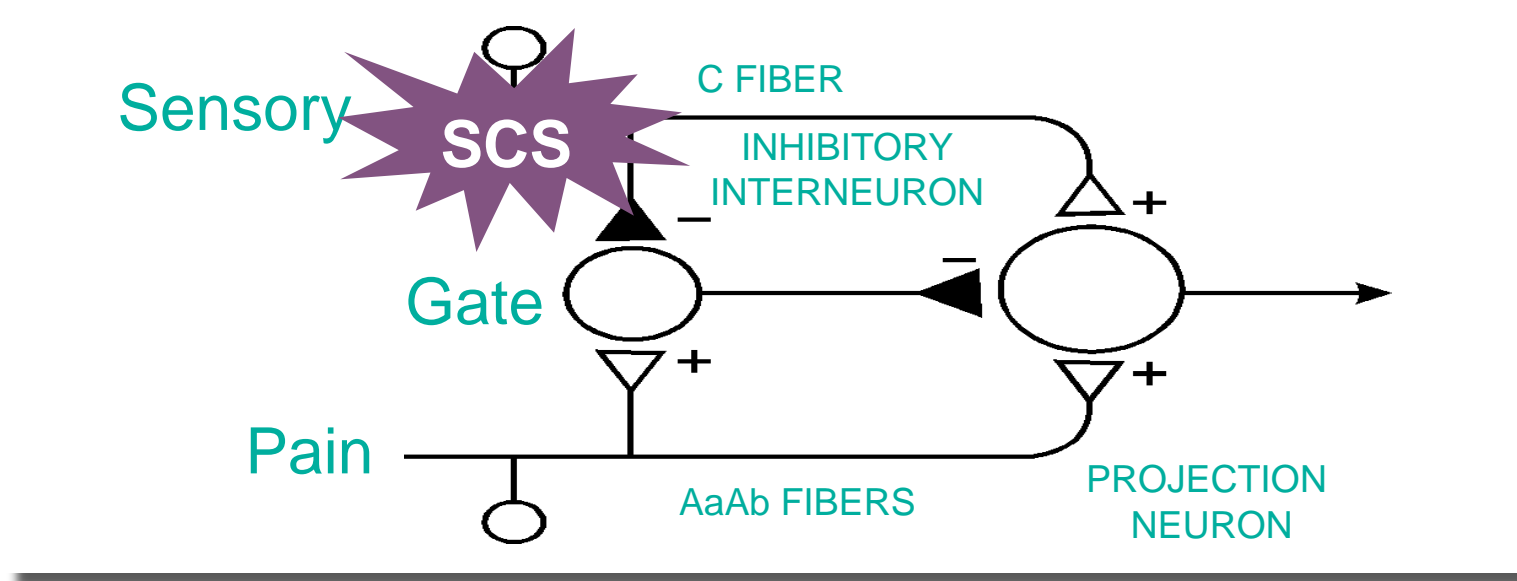 C FIBER
Sensory
SCS
INHIBITORY
INTERNEURON
+
−
−
Gate
+
+
Pain
AaAb FIBERS
PROJECTION
NEURON